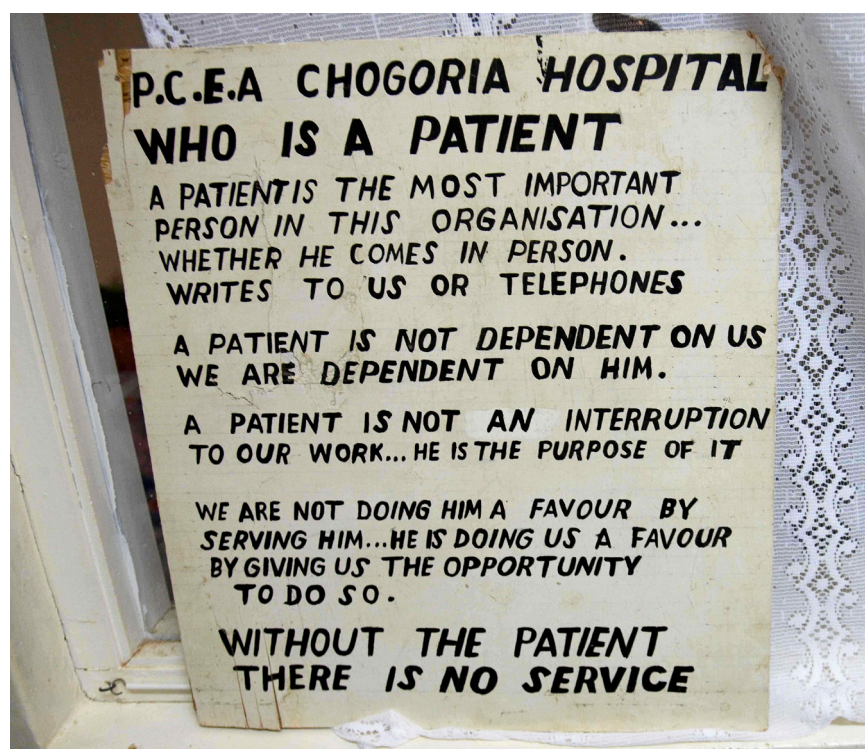 P.C.E.A CHOGORIA HOSPITAL
WHO IS A PATIENT
A PATIENT IS THE MOST IMPORTANT
PERSON IN THIS ORGANISATION...
WHETHER HE COMES IN PERSON.
WRITES TO US OR TELEPHONES
A PATIENT IS NOT DEPENDENT ON US
WE ARE DEPENDENT ON HIM.
A PATIENT IS NOT AN INTERRUPTION
TO OUR WORK... HE IS THE PURPOSE OF IT
WE ARE NOT DOING HIM A FAVOUR BY
SERVING HIM...HE IS DOING US A FAVOUR
BY GIVING US THE OPPORTUNITY
TO DO SO.
WITHOUT THE PATIENT
THERE IS NO SERVICE